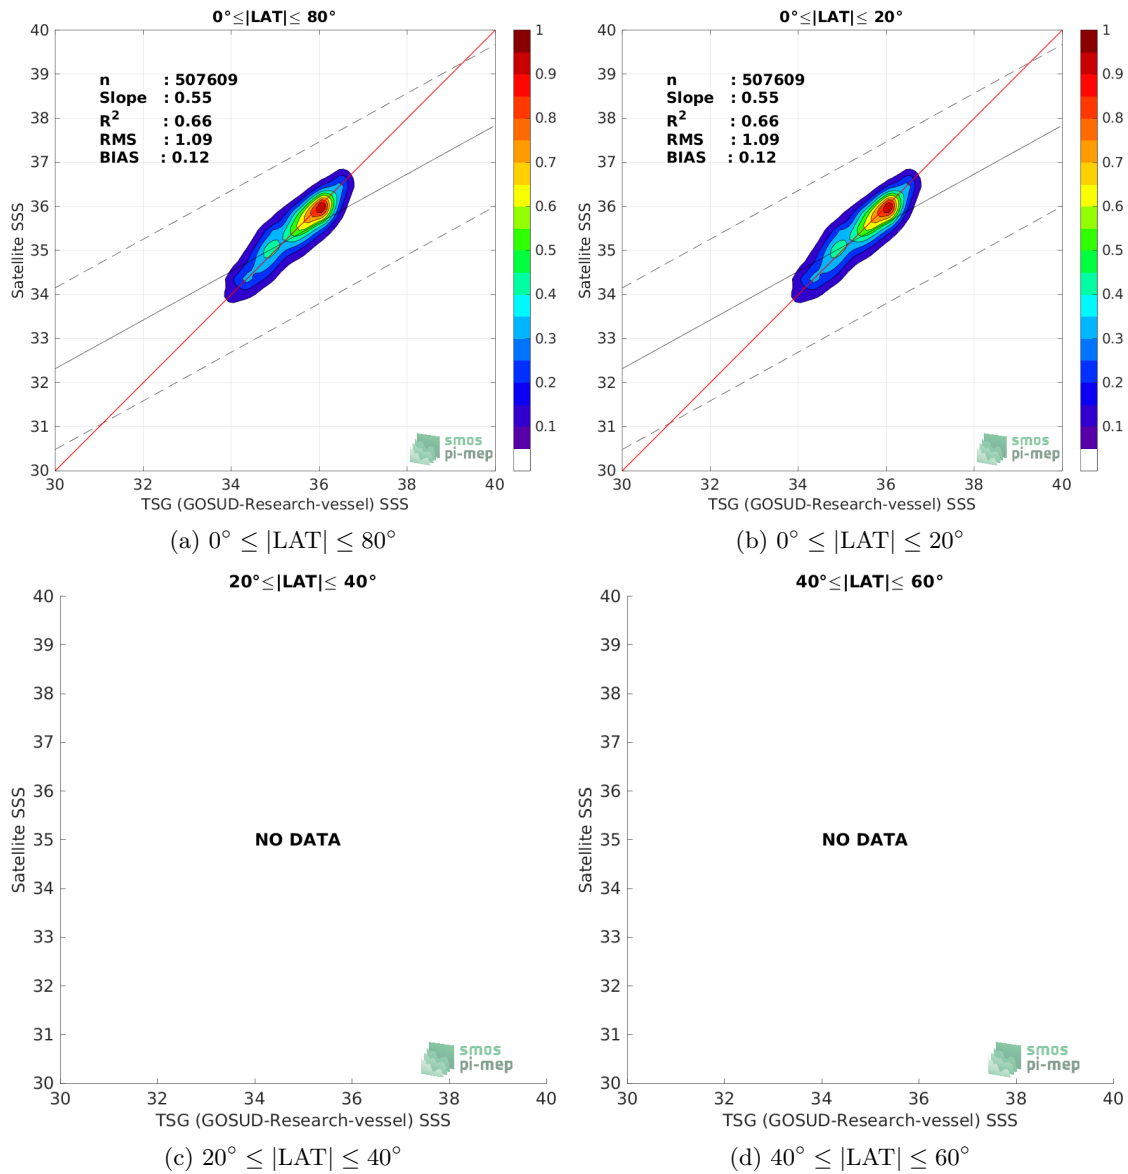 0°≤|LAT|≤ 80°
40
39
38
37
36
35
34
33
32
31
30
Satellite SSS
n : 507609
Slope : 0.55
R² : 0.66
RMS : 1.09
BIAS : 0.12
smos
pi-mep
30 32 34 36 38 40
TSG (GOSUD-Research-vessel) SSS
1
0.9
0.8
0.7
0.6
0.5
0.4
0.3
0.2
0.1
(a) 0° ≤ |LAT| ≤ 80°
0°≤|LAT|≤ 20°
40
39
38
37
36
35
34
33
32
31
30
Satellite SSS
n : 507609
Slope : 0.55
R² : 0.66
RMS : 1.09
BIAS : 0.12
smos
pi-mep
30 32 34 36 38 40
TSG (GOSUD-Research-vessel) SSS
1
0.9
0.8
0.7
0.6
0.5
0.4
0.3
0.2
0.1
(b) 0° ≤ |LAT| ≤ 20°
20°≤|LAT|≤ 40°
40
39
38
37
36
35
34
33
32
31
30
Satellite SSS
NO DATA
smos
pi-mep
30 32 34 36 38 40
TSG (GOSUD-Research-vessel) SSS
(c) 20° ≤ |LAT| ≤ 40°
40°≤|LAT|≤ 60°
40
39
38
37
36
35
34
33
32
31
30
Satellite SSS
NO DATA
smos
pi-mep
30 32 34 36 38 40
TSG (GOSUD-Research-vessel) SSS
(d) 40° ≤ |LAT| ≤ 60°